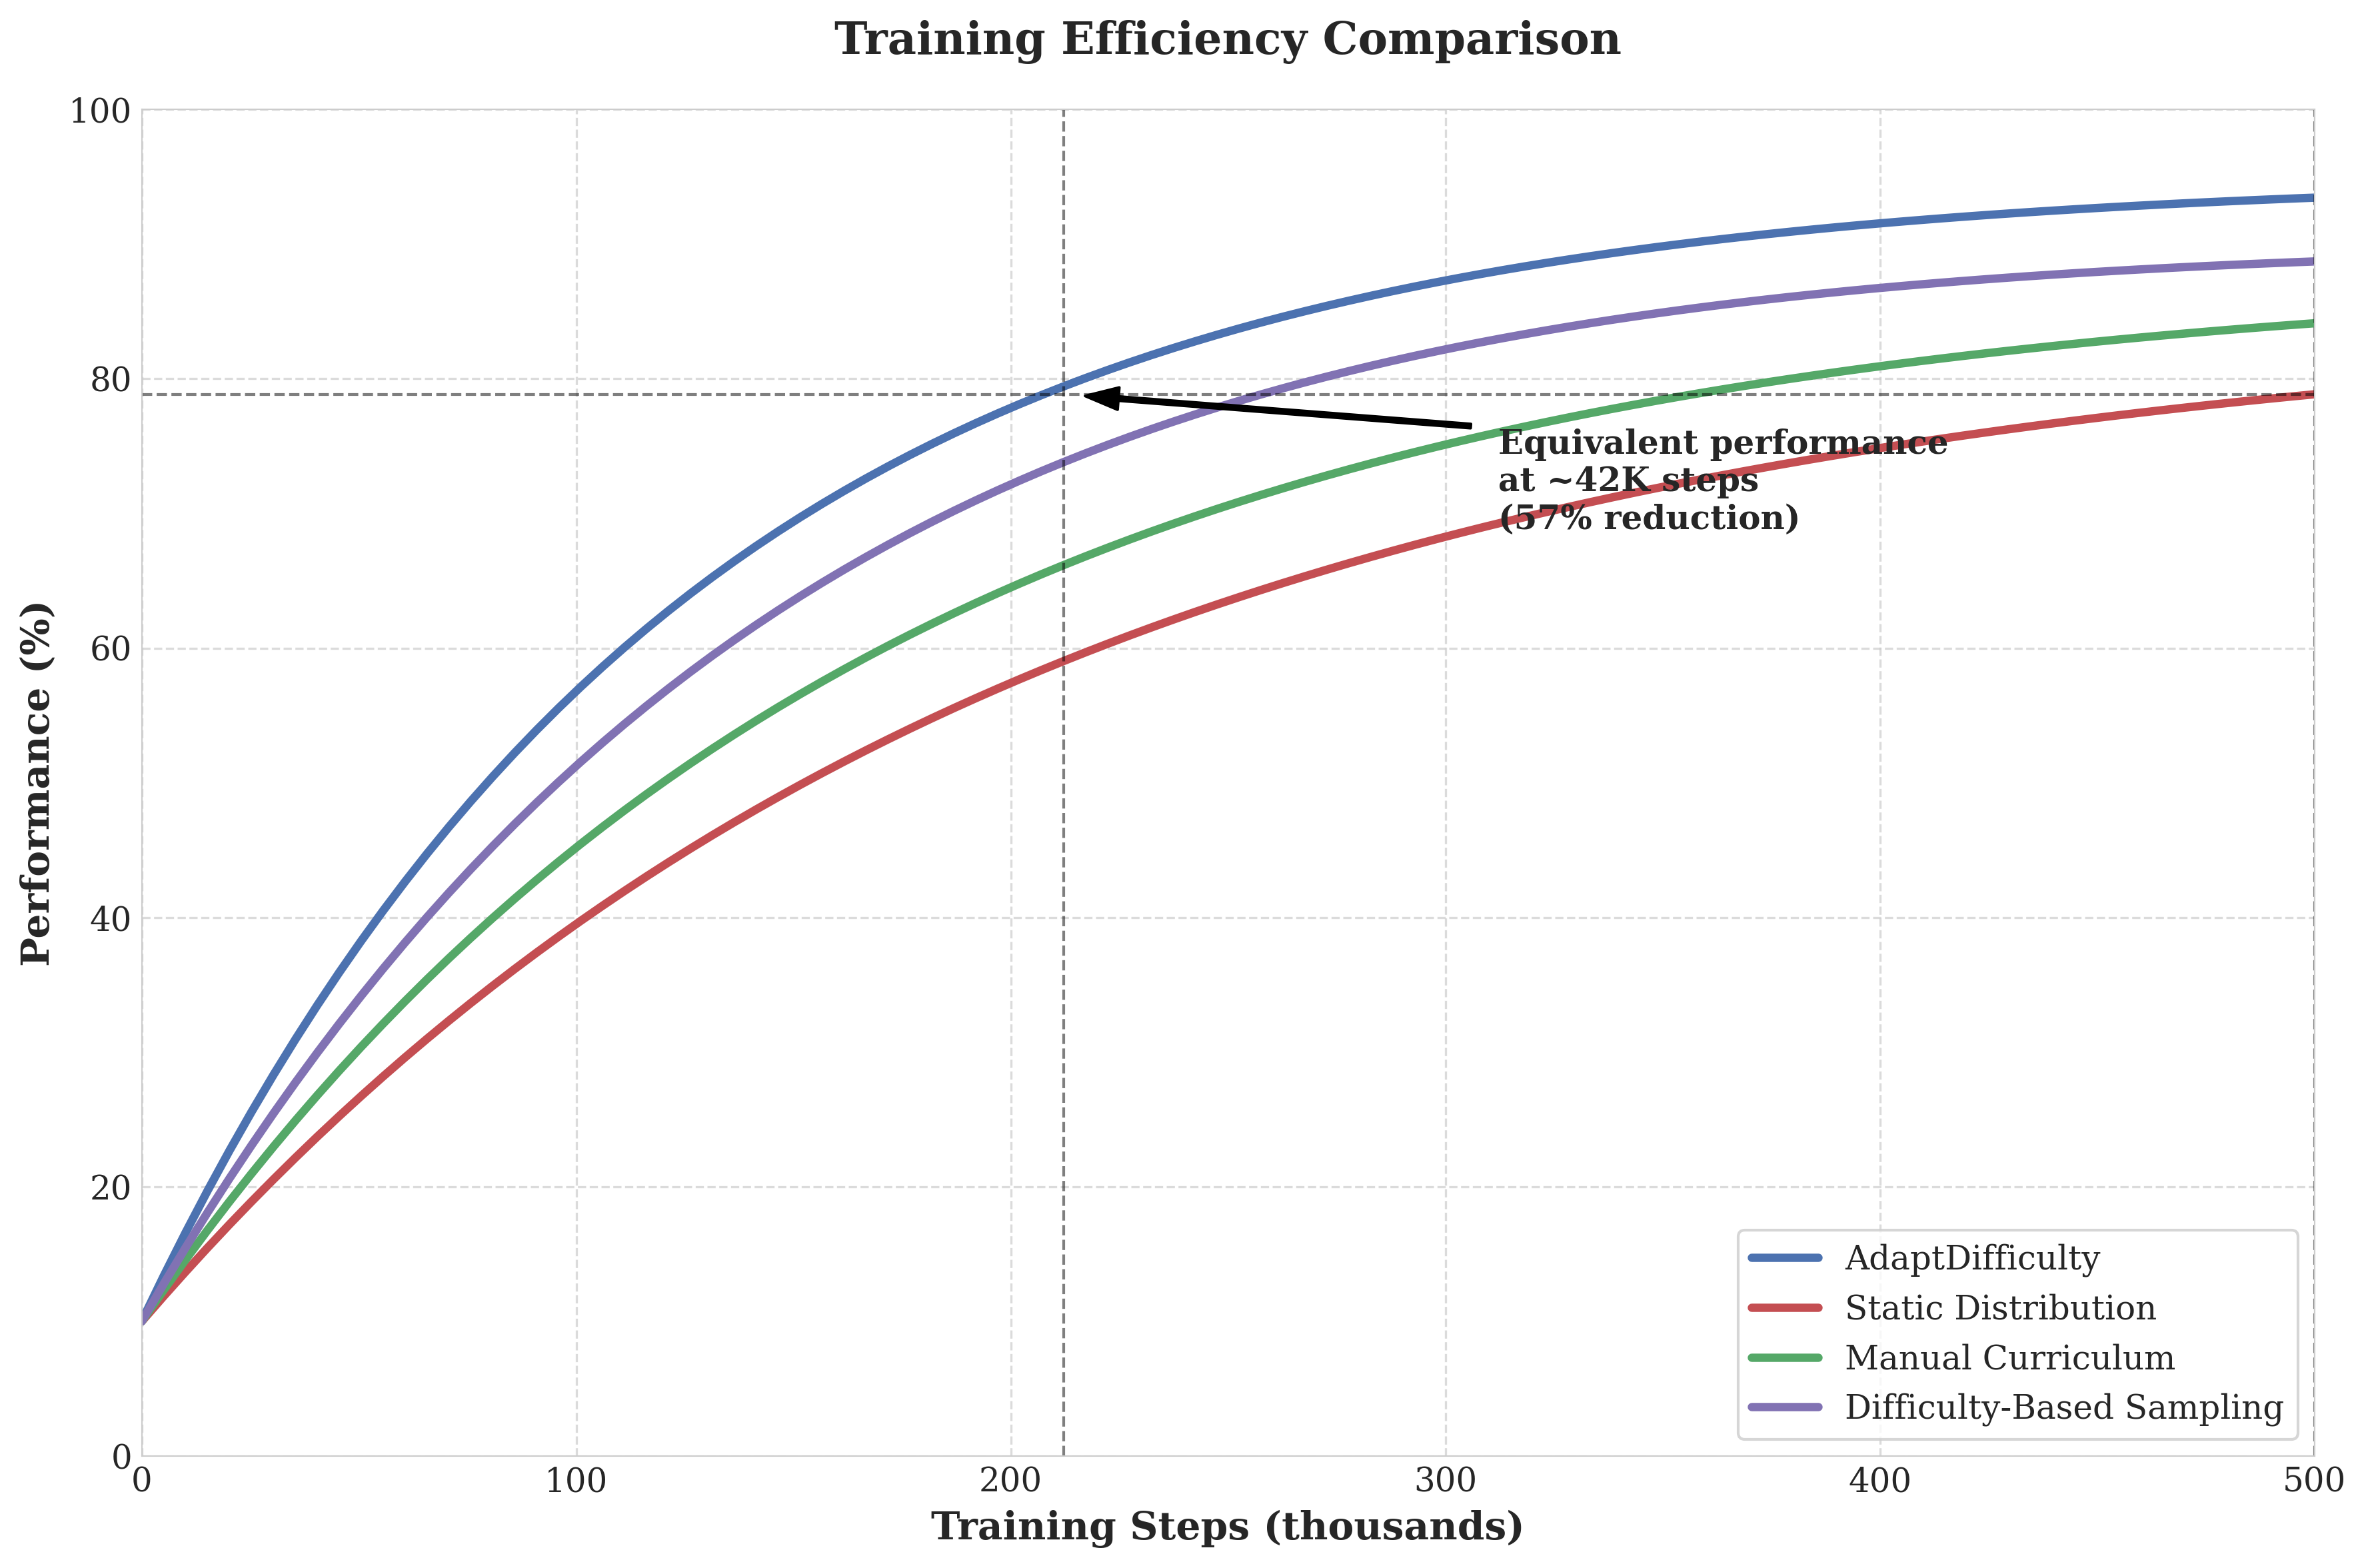 Training Efficiency Comparison
Performance (%)
100
80
60
40
20
0
Equivalent performance
at ~42K steps
(57% reduction)
AdaptDifficulty
Static Distribution
Manual Curriculum
Difficulty-Based Sampling
0 100 200 300 400 500
Training Steps (thousands)